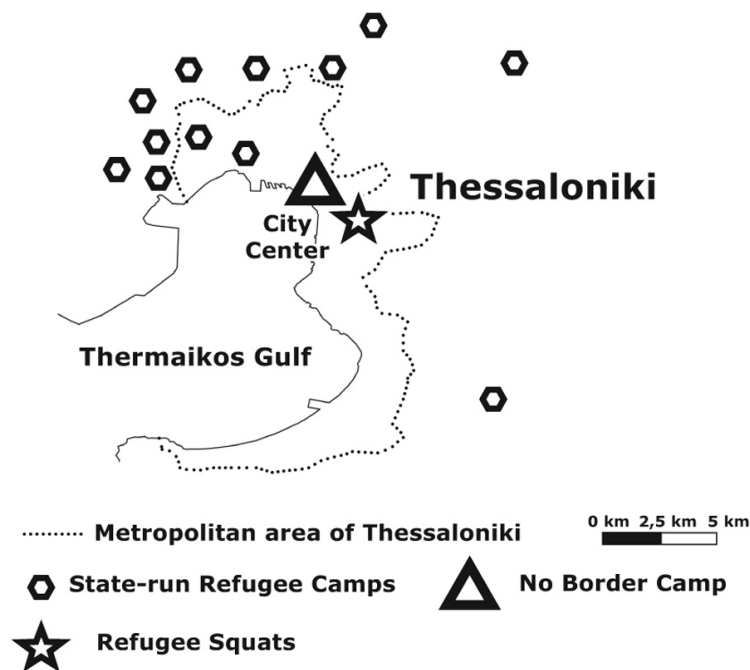 Thessaloniki
City
Center
Thermaikos Gulf
Metropolitan area of Thessaloniki
0 km 2,5 km 5 km
State-run Refugee Camps
No Border Camp
Refugee Squats